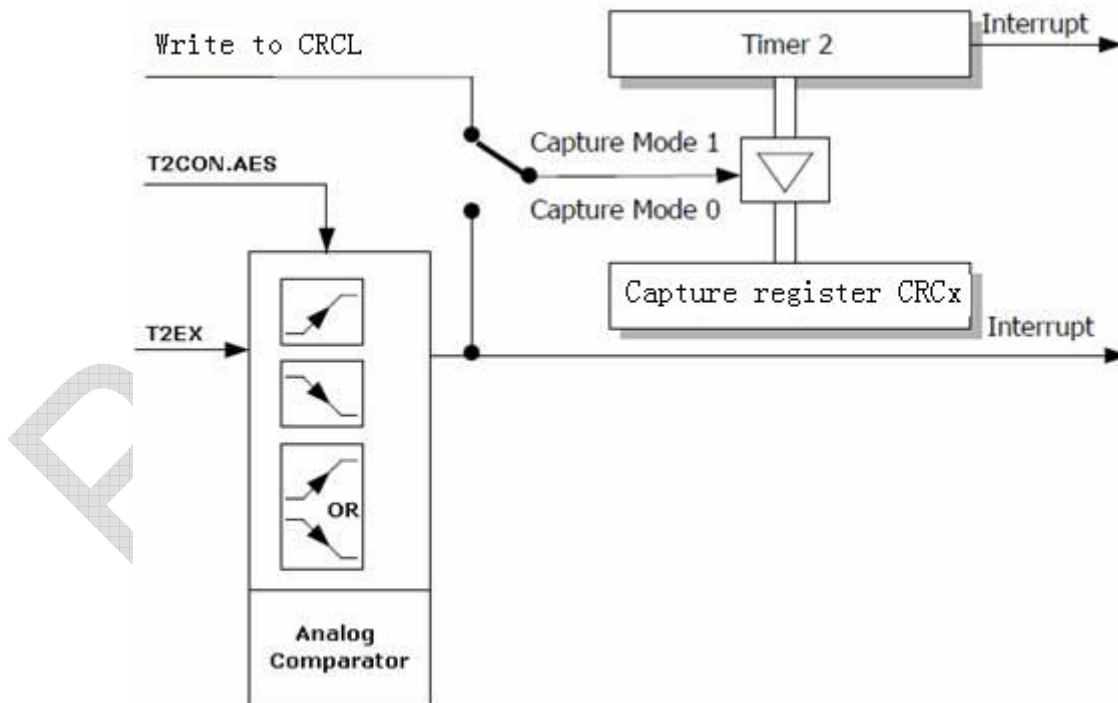 Write to CRCL
Timer 2
Interrupt
Capture Mode 1
T2CON.AES
Capture Mode 0
Capture register CRCx
T2EX
Interrupt
OR
Analog
Comparator